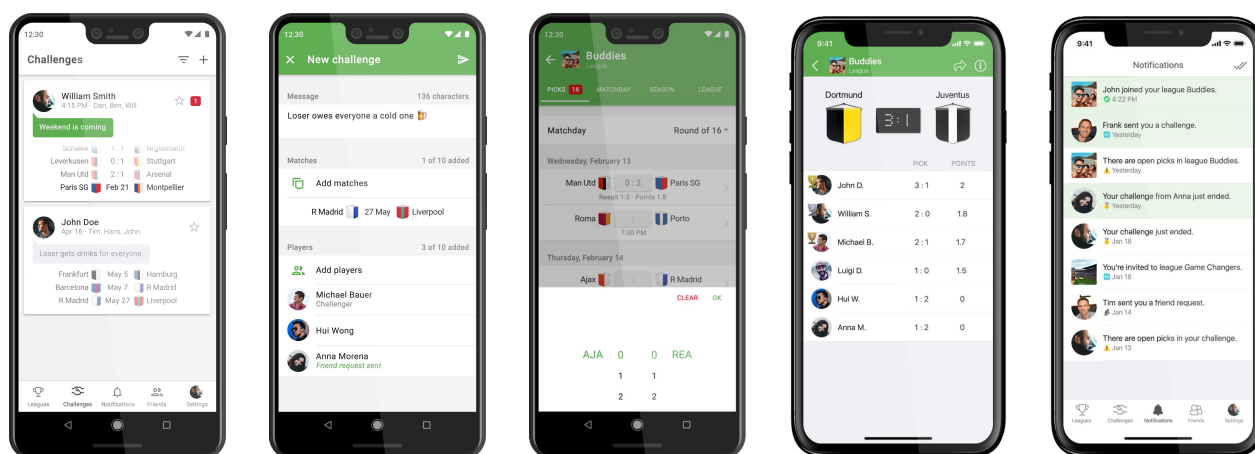 12:30
Challenges
William Smith
4:15 PM · Dan, Ben, Will
1
Weekend is coming
Schalke 1 : 1 M'gladbach
Leverkusen 0 : 1 Stuttgart
Man Utd 2 : 1 Arsenal
Paris SG Feb 21 Montpellier
John Doe
Apr 16 · Tim, Hans, John
Loser gets drinks for everyone.
Frankfurt May 5 Hamburg
Barcelona May 7 R Madrid
R Madrid May 27 Liverpool
Leagues Challenges Notifications Friends Settings
12:30
New challenge
Message 136 characters
Loser owes everyone a cold one
Matches 1 of 10 added
Add matches
R Madrid 27 May Liverpool
Players 3 of 10 added
Add players
Michael Bauer
Challenger
Hui Wong
Anna Morena
Friend request sent
12:30
Buddies
League
PICKS 16 MATCHDAY SEASON LEAGUE
Matchday Round of 16
Wednesday, February 13
Man Utd 0 : 2 Paris SG
Result 1:3 · Points 1.8
Roma : Porto
7:30 PM
Thursday, February 14
Ajax : R Madrid
CLEAR OK
AJA 0 0 REA
1 1
2 2
9:41
Buddies
League
Dortmund Juventus
3:1
PICK POINTS
John D. 3 : 1 2
William S. 2 : 0 1.8
Michael B. 2 : 1 1.7
Luigi D. 1 : 0 1.5
Hui W. 1 : 2 0
Anna M. 1 : 2 0
9:41
Notifications
John joined your league Buddies.
4:22 PM
Frank sent you a challenge.
Yesterday
There are open picks in league Buddies.
Yesterday
Your challenge from Anna just ended.
Yesterday
Your challenge just ended.
Jan 18
You're invited to league Game Changers.
Jan 18
Tim sent you a friend request.
Jan 14
There are open picks in your challenge.
Jan 13
Leagues Challenges Notifications Friends Settings